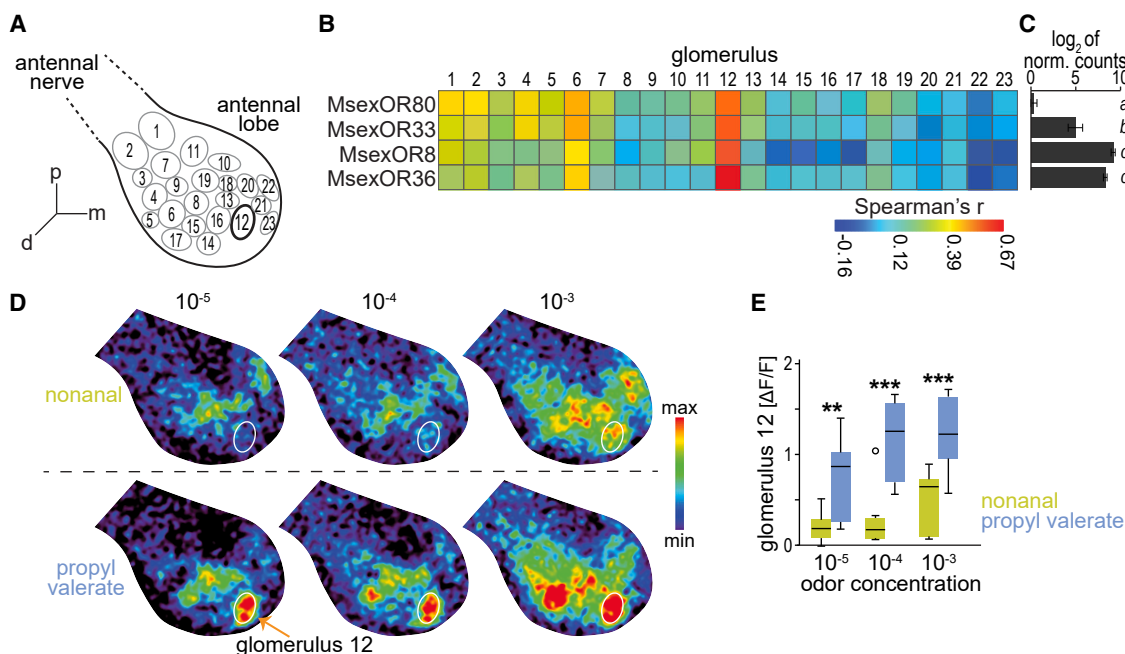 A
antennal
nerve
antennal
lobe
1
2
11
7
10
3
9
19
18
20
22
4
8
13
21
5
6
15
16
12
23
17
14
p
m
d
B
glomerulus
1 2 3 4 5 6 7 8 9 10 11 12 13 14 15 16 17 18 19 20 21 22 23
MsexOR80
MsexOR33
MsexOR8
MsexOR36
Spearman's r
-0.16 0.12 0.39 0.67
C
log2 of
norm. counts
0 5 10
a
b
c
D
10-5 10-4 10-3
nonanal
propyl
valerate
glomerulus 12
max
min
E
glomerulus 12 [ΔF/F]
2
1
0
** *** ***
10-5 10-4 10-3
odor concentration
nonanal
propyl valerate